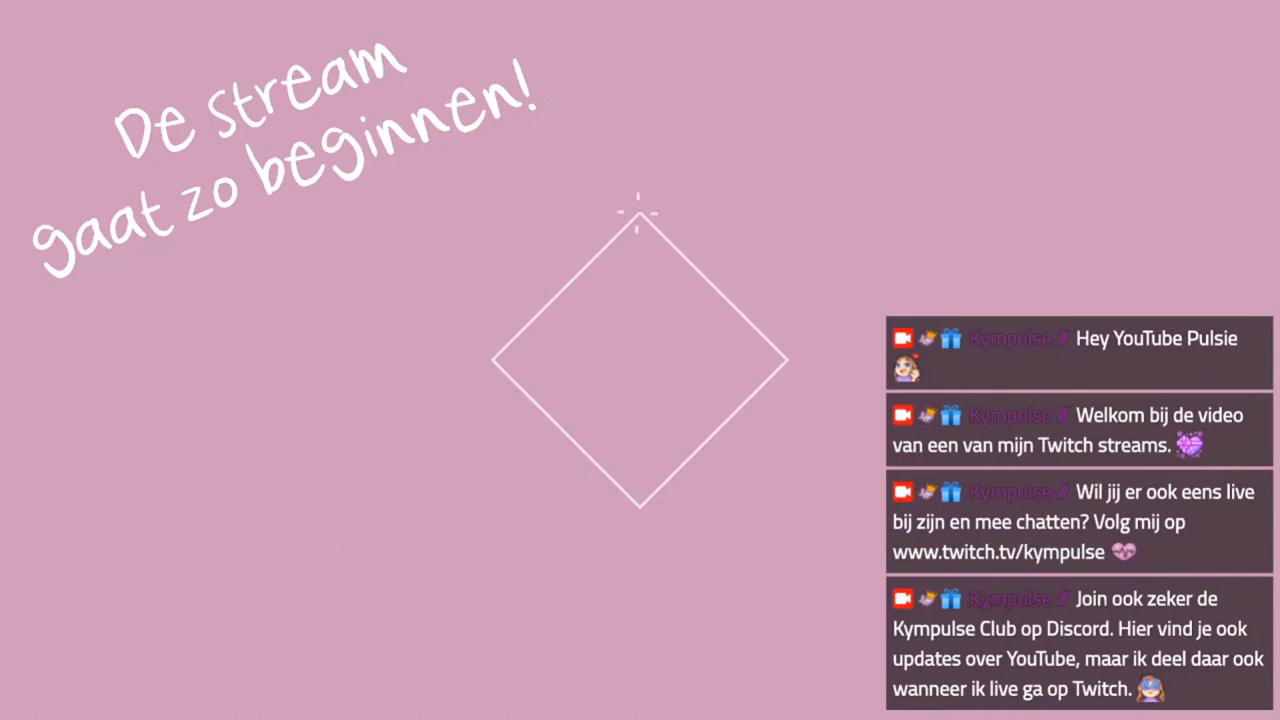 De stream
gaat zo beginnen!
Kympulse // Hey YouTube Pulsie
Kympulse // Welkom bij de video
van een van mijn Twitch streams.
Kympulse // Wil jij er ook eens live
bij zijn en mee chatten? Volg mij op
www.twitch.tv/kympulse
Kympulse // Join ook zeker de
Kympulse Club op Discord. Hier vind je ook
updates over YouTube, maar ik deel daar ook
wanneer ik live ga op Twitch.